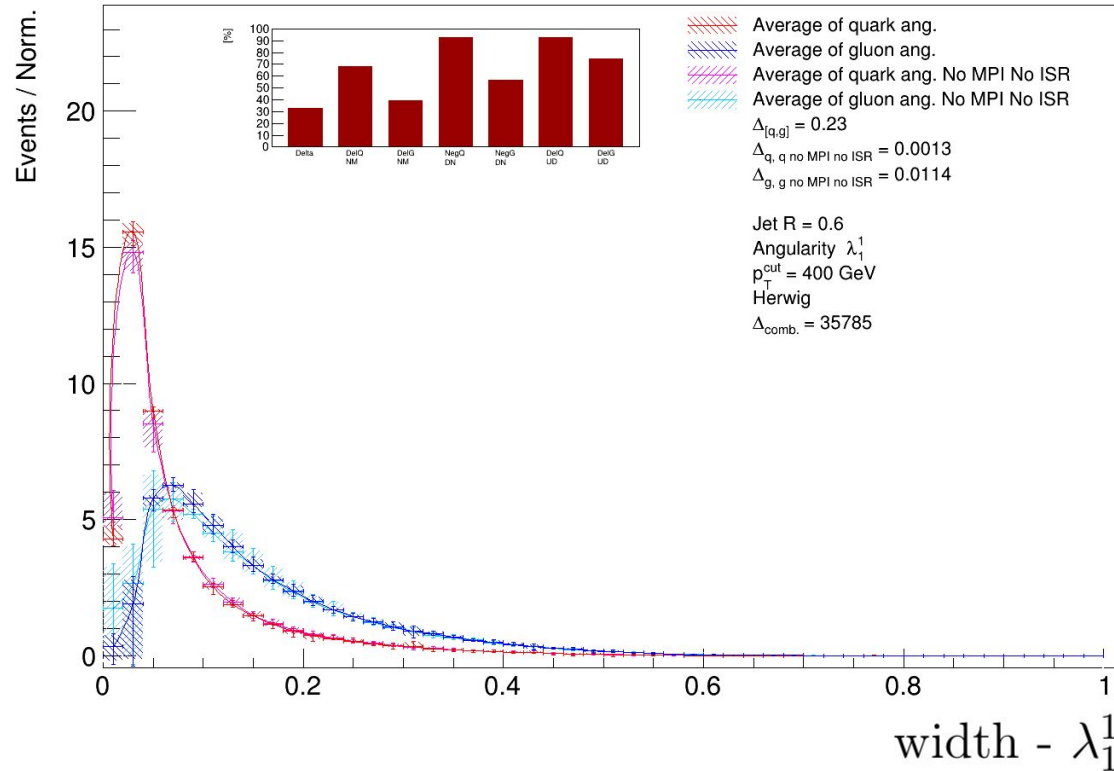 Events / Norm.
20
15
10
5
0
0
0.2
0.4
0.6
0.8
1
width - λ₁¹
[%]
100
90
80
70
60
50
40
30
20
10
0
Delta
DelQ
NM
DelG
NM
NegQ
DN
NegG
DN
DelQ
UD
DelG
UD
Average of quark ang.
Average of gluon ang.
Average of quark ang. No MPI No ISR
Average of gluon ang. No MPI No ISR
Δ[q,g] = 0.23
Δq, q no MPI no ISR = 0.0013
Δg, g no MPI no ISR = 0.0114
Jet R = 0.6
Angularity λ₁¹
p_T^cut = 400 GeV
Herwig
Δcomb. = 35785